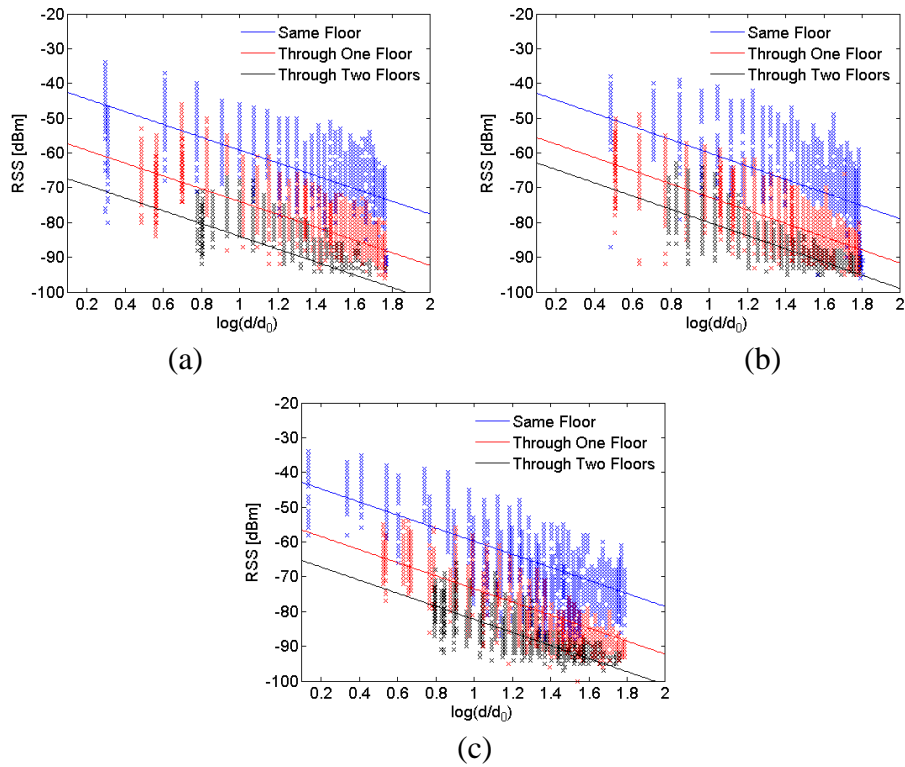 -20
-30
-40
-50
-60
-70
-80
-90
-100
RSS [dBm]
Same Floor
Through One Floor
Through Two Floors
0.2 0.4 0.6 0.8 1 1.2 1.4 1.6 1.8 2
log(d/d0)
(a)
-20
-30
-40
-50
-60
-70
-80
-90
-100
RSS [dBm]
Same Floor
Through One Floor
Through Two Floors
0.2 0.4 0.6 0.8 1 1.2 1.4 1.6 1.8 2
log(d/d0)
(b)
-20
-30
-40
-50
-60
-70
-80
-90
-100
RSS [dBm]
Same Floor
Through One Floor
Through Two Floors
0.2 0.4 0.6 0.8 1 1.2 1.4 1.6 1.8 2
log(d/d0)
(c)